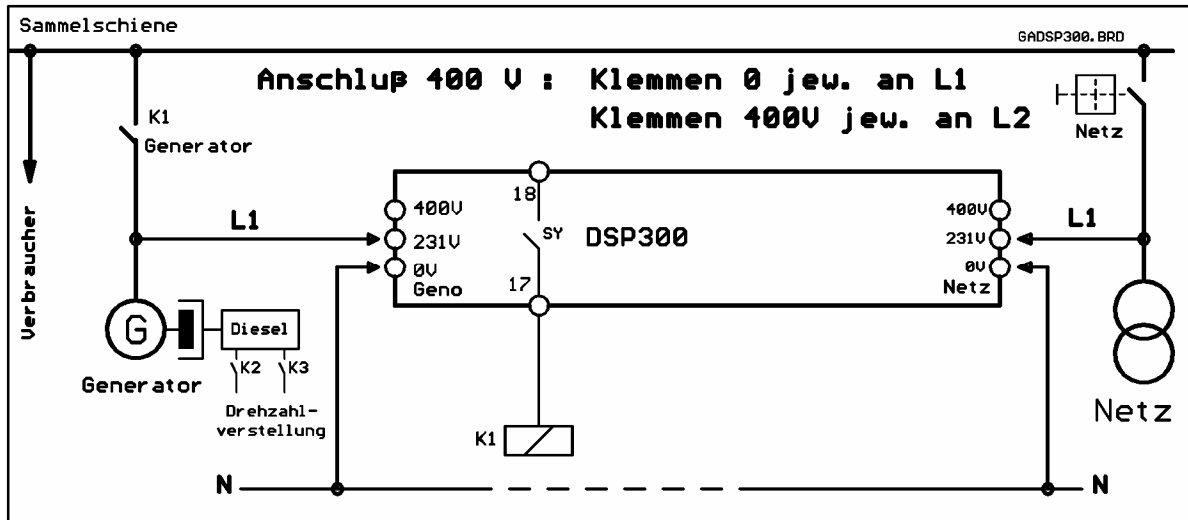 Sammelschiene
GADSP300.BRD
Anschluß 400 V : Klemmen 0 jew. an L1
Klemmen 400V jew. an L2
K1
Generator
Netz
Verbraucher
18
400V
400V
L1
231V
SY
DSP300
231V
L1
0V
0V
Geno
17
Netz
G
Diesel
Generator
K2
K3
Drehzahl-
verstellung
Netz
K1
N
N